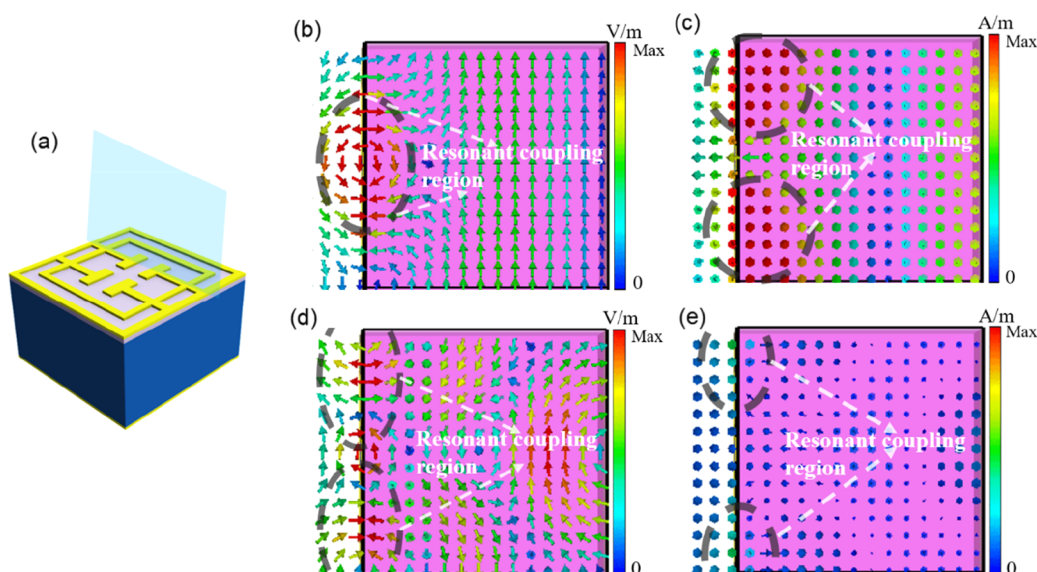 (a)
(b)
V/m
Max
Resonant coupling
region
0
(c)
A/m
Max
Resonant coupling
region
0
(d)
V/m
Max
Resonant coupling
region
0
(e)
A/m
Max
Resonant coupling
region
0